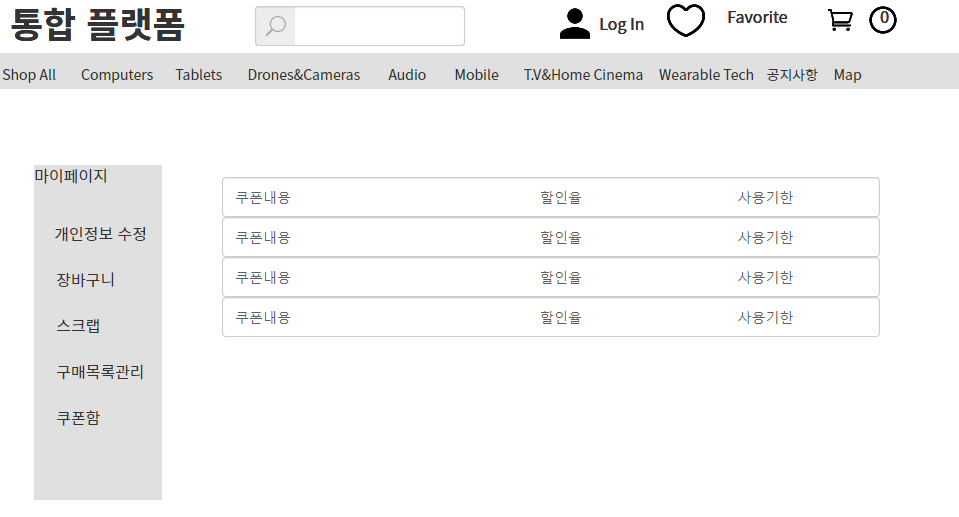 통합 플랫폼
Log In
Favorite
0
Shop All Computers Tablets Drones&Cameras Audio Mobile T.V&Home Cinema Wearable Tech 공지사항 Map
마이페이지
개인정보 수정
장바구니
스크랩
구매목록관리
쿠폰함
쿠폰내용 할인율 사용기한
쿠폰내용 할인율 사용기한
쿠폰내용 할인율 사용기한
쿠폰내용 할인율 사용기한